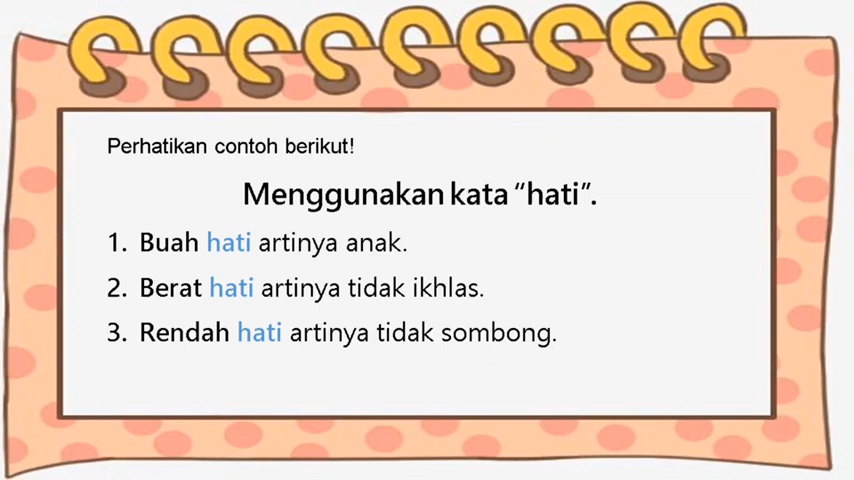 Perhatikan contoh berikut!
Menggunakan kata “hati”.
1. Buah hati artinya anak.
2. Berat hati artinya tidak ikhlas.
3. Rendah hati artinya tidak sombong.